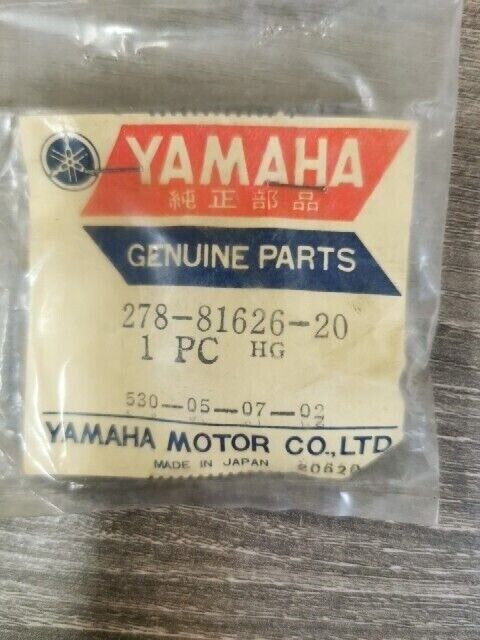 YAMAHA
純正部品
GENUINE PARTS
278-81626-20
1 PC HG
530-05-07-02
YAMAHA MOTOR CO.,LTD
MADE IN JAPAN